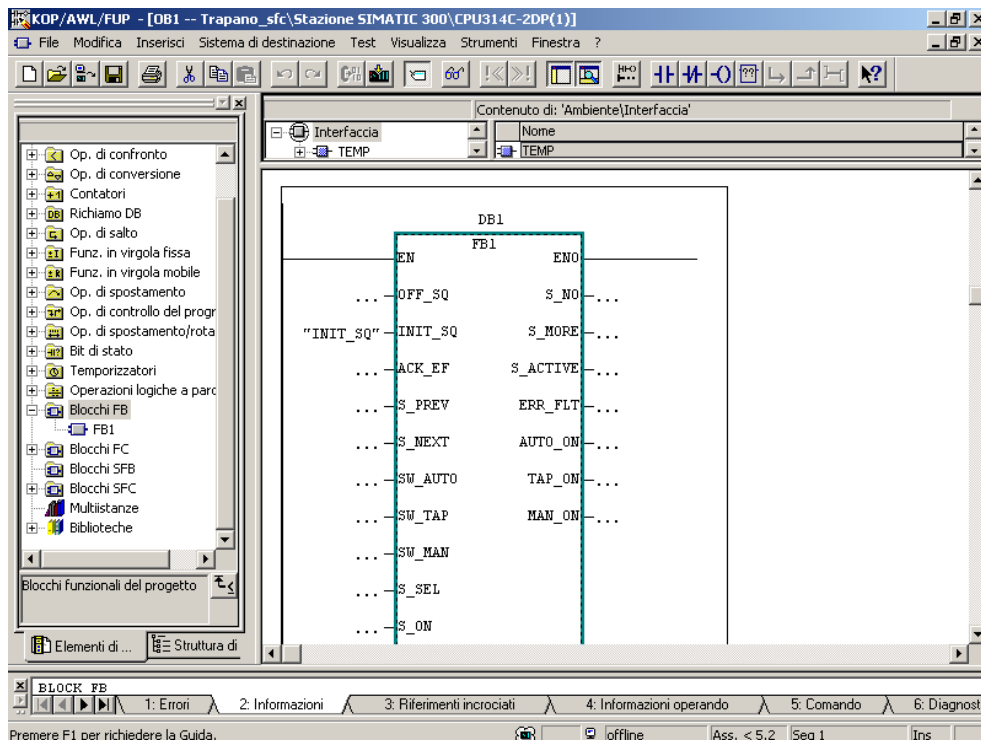 KOP/AWL/FUP - [OB1 -- Trapano_sfc\Stazione SIMATIC 300\CPU314C-2DP(1)]
File Modifica Inserisci Sistema di destinazione Test Visualizza Strumenti Finestra ?
Contenuto di: 'Ambiente\Interfaccia'
Interfaccia
TEMP
Nome
TEMP
Op. di confronto
Op. di conversione
Contatori
Richiamo DB
Op. di salto
Funz. in virgola fissa
Funz. in virgola mobile
Op. di spostamento
Op. di controllo del progr
Op. di spostamento/rota
Bit di stato
Temporizzatori
Operazioni logiche a parc
Blocchi FB
FB1
Blocchi FC
Blocchi SFB
Blocchi SFC
Multiistanze
Biblioteche
Blocchi funzionali del progetto
Elementi di ... Struttura di
DB1
FB1
EN ENO
... OFF_SQ S_NO ...
"INIT_SQ" INIT_SQ S_MORE ...
... ACK_EF S_ACTIVE ...
... S_PREV ERR_FLT ...
... S_NEXT AUTO_ON ...
... SW_AUTO TAP_ON ...
... SW_TAP MAN_ON ...
... SW_MAN
... S_SEL
... S_ON
BLOCK FB
1: Errori 2: Informazioni 3: Riferimenti incrociati 4: Informazioni operando 5: Comando 6: Diagnost
Premere F1 per richiedere la Guida. offline Ass. < 5.2 Seg 1 Ins